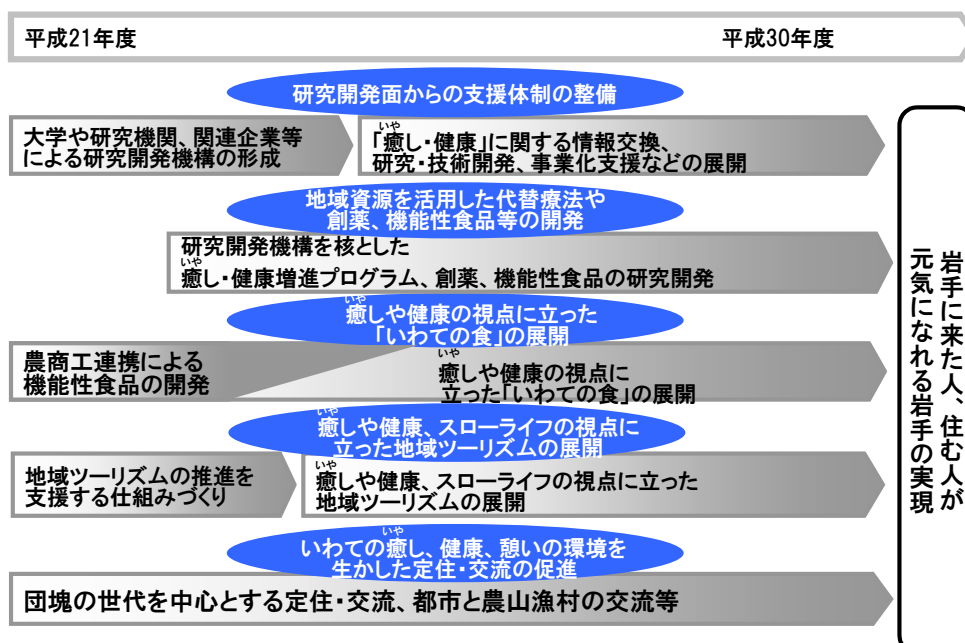 平成21年度
平成30年度
研究開発面からの支援体制の整備
大学や研究機関、関連企業等
による研究開発機構の形成
いや
「癒し・健康」に関する情報交換、
研究・技術開発、事業化支援などの展開
地域資源を活用した代替療法や
創薬、機能性食品等の開発
研究開発機構を核とした
いや
癒し・健康増進プログラム、創薬、機能性食品の研究開発
いや
癒しや健康の視点に立った
「いわての食」の展開
農商工連携による
機能性食品の開発
いや
癒しや健康の視点に
立った「いわての食」の展開
いや
癒しや健康、スローライフの視点に
立った地域ツーリズムの展開
地域ツーリズムの推進を
支援する仕組みづくり
いや
癒しや健康、スローライフの視点に立った
地域ツーリズムの展開
いや
いわての癒し、健康、憩いの環境を
生かした定住・交流の促進
団塊の世代を中心とする定住・交流、都市と農山漁村の交流等
岩手に来た人、住む人が
元気になれる岩手の実現